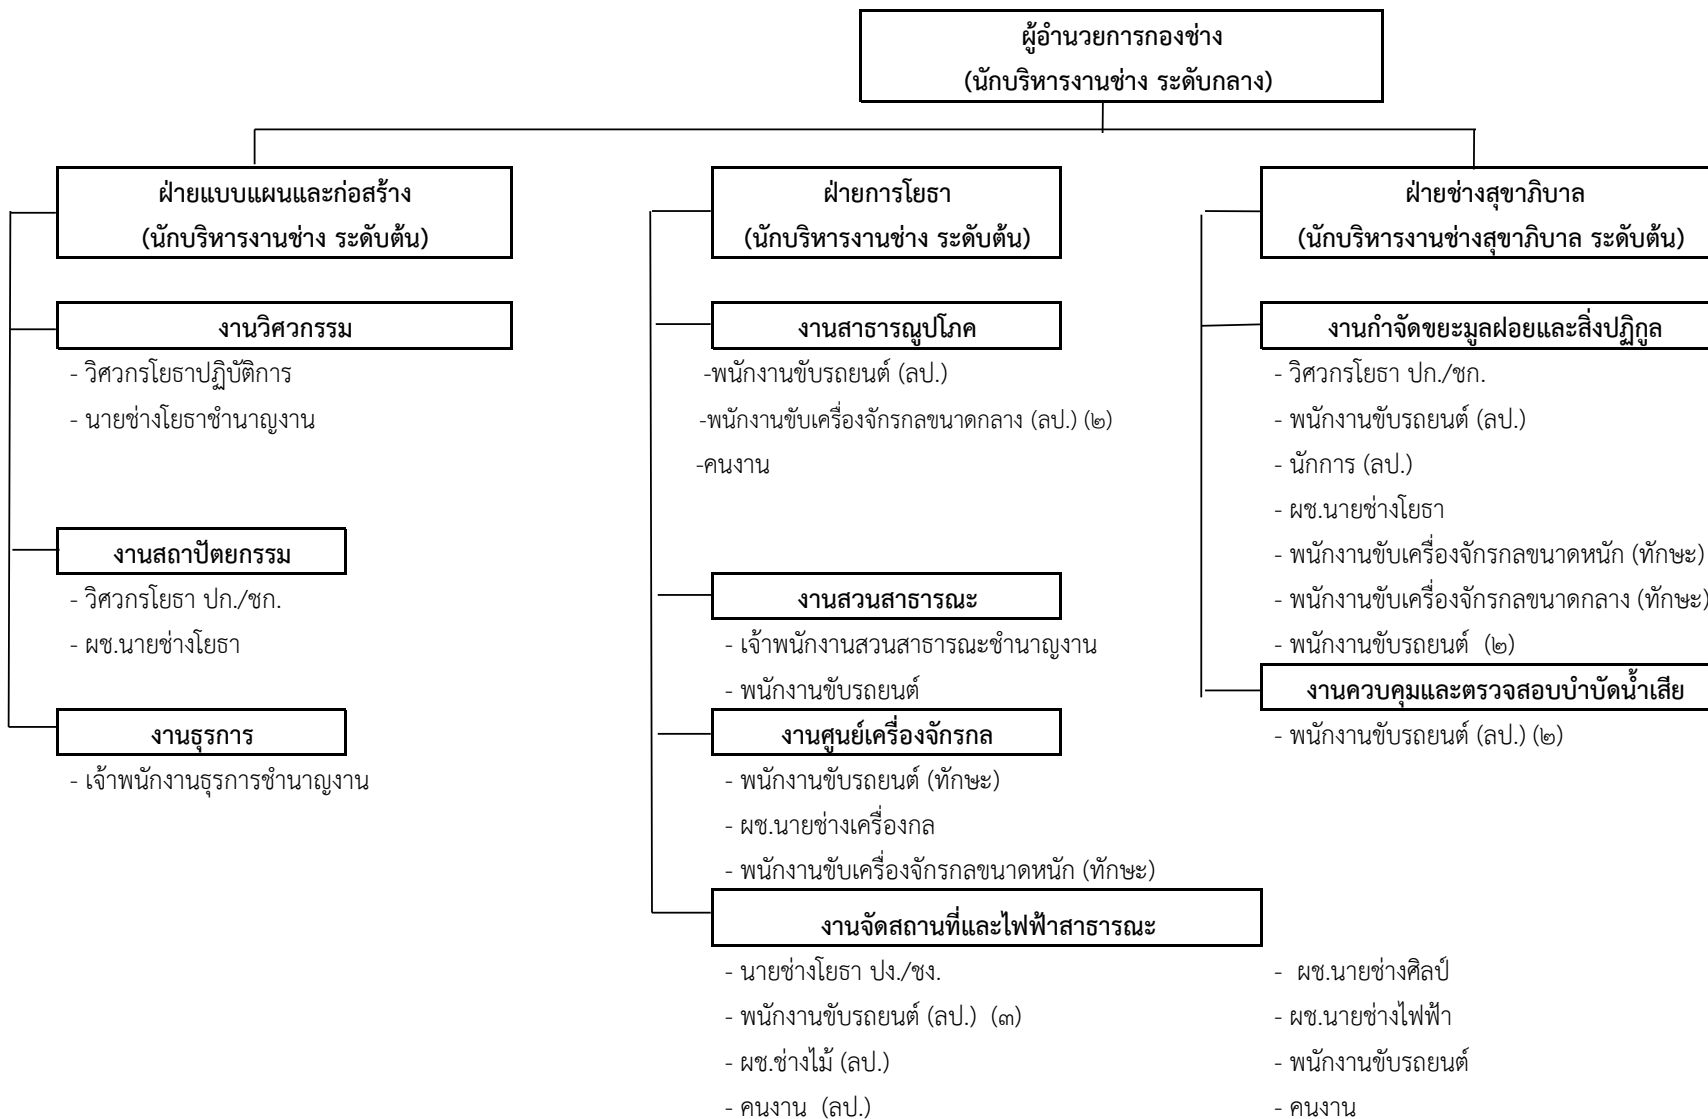 ผู้อำนวยการกองช่าง
(นักบริหารงานช่าง ระดับกลาง)
ฝ่ายแบบแผนและก่อสร้าง
(นักบริหารงานช่าง ระดับต้น)
งานวิศวกรรม
- วิศวกรโยธาปฏิบัติการ
- นายช่างโยธาชำนาญงาน
งานสถาปัตยกรรม
- วิศวกรโยธา ปก./ชก.
- ผช.นายช่างโยธา
งานธุรการ
- เจ้าพนักงานธุรการชำนาญงาน
ฝ่ายการโยธา
(นักบริหารงานช่าง ระดับต้น)
งานสาธารณูปโภค
-พนักงานขับรถยนต์ (ลป.)
-พนักงานขับเครื่องจักรกลขนาดกลาง (ลป.) (๒)
-คนงาน
งานสวนสาธารณะ
- เจ้าพนักงานสวนสาธารณะชำนาญงาน
- พนักงานขับรถยนต์
งานศูนย์เครื่องจักรกล
- พนักงานขับรถยนต์ (ทักษะ)
- ผช.นายช่างเครื่องกล
- พนักงานขับเครื่องจักรกลขนาดหนัก (ทักษะ)
งานจัดสถานที่และไฟฟ้าสาธารณะ
- นายช่างโยธา ปง./ชง.
- พนักงานขับรถยนต์ (ลป.) (๓)
- ผช.ช่างไม้ (ลป.)
- คนงาน (ลป.)
- ผช.นายช่างศิลป์
- ผช.นายช่างไฟฟ้า
- พนักงานขับรถยนต์
- คนงาน
ฝ่ายช่างสุขาภิบาล
(นักบริหารงานช่างสุขาภิบาล ระดับต้น)
งานกำจัดขยะมูลฝอยและสิ่งปฏิกูล
- วิศวกรโยธา ปก./ชก.
- พนักงานขับรถยนต์ (ลป.)
- นักการ (ลป.)
- ผช.นายช่างโยธา
- พนักงานขับเครื่องจักรกลขนาดหนัก (ทักษะ)
- พนักงานขับเครื่องจักรกลขนาดกลาง (ทักษะ)
- พนักงานขับรถยนต์ (๒)
งานควบคุมและตรวจสอบบำบัดน้ำเสีย
- พนักงานขับรถยนต์ (ลป.) (๒)